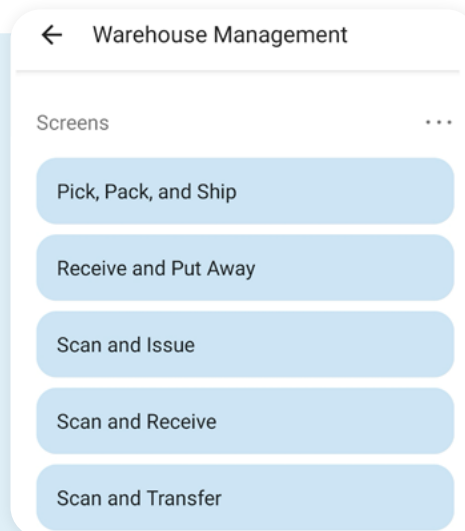 Warehouse Management
Screens
Pick, Pack, and Ship
Receive and Put Away
Scan and Issue
Scan and Receive
Scan and Transfer